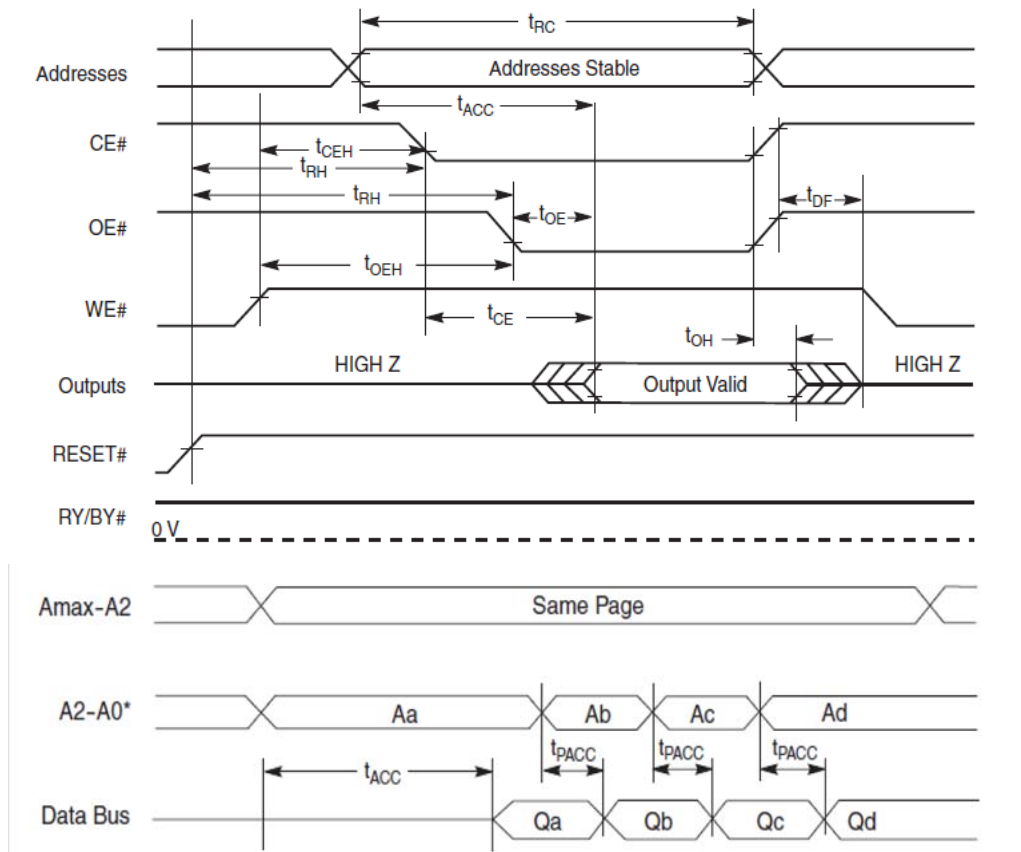 tRC
Addresses
Addresses Stable
tACC
CE#
tCEH
tRH
tRH
tDF
OE#
tOE
tOEH
WE#
tCE
tOH
HIGH Z
HIGH Z
Outputs
Output Valid
RESET#
RY/BY#
0 V
Amax-A2
Same Page
A2-A0*
Aa
Ab
Ac
Ad
tPACC
tPACC
tPACC
tACC
Data Bus
Qa
Qb
Qc
Qd